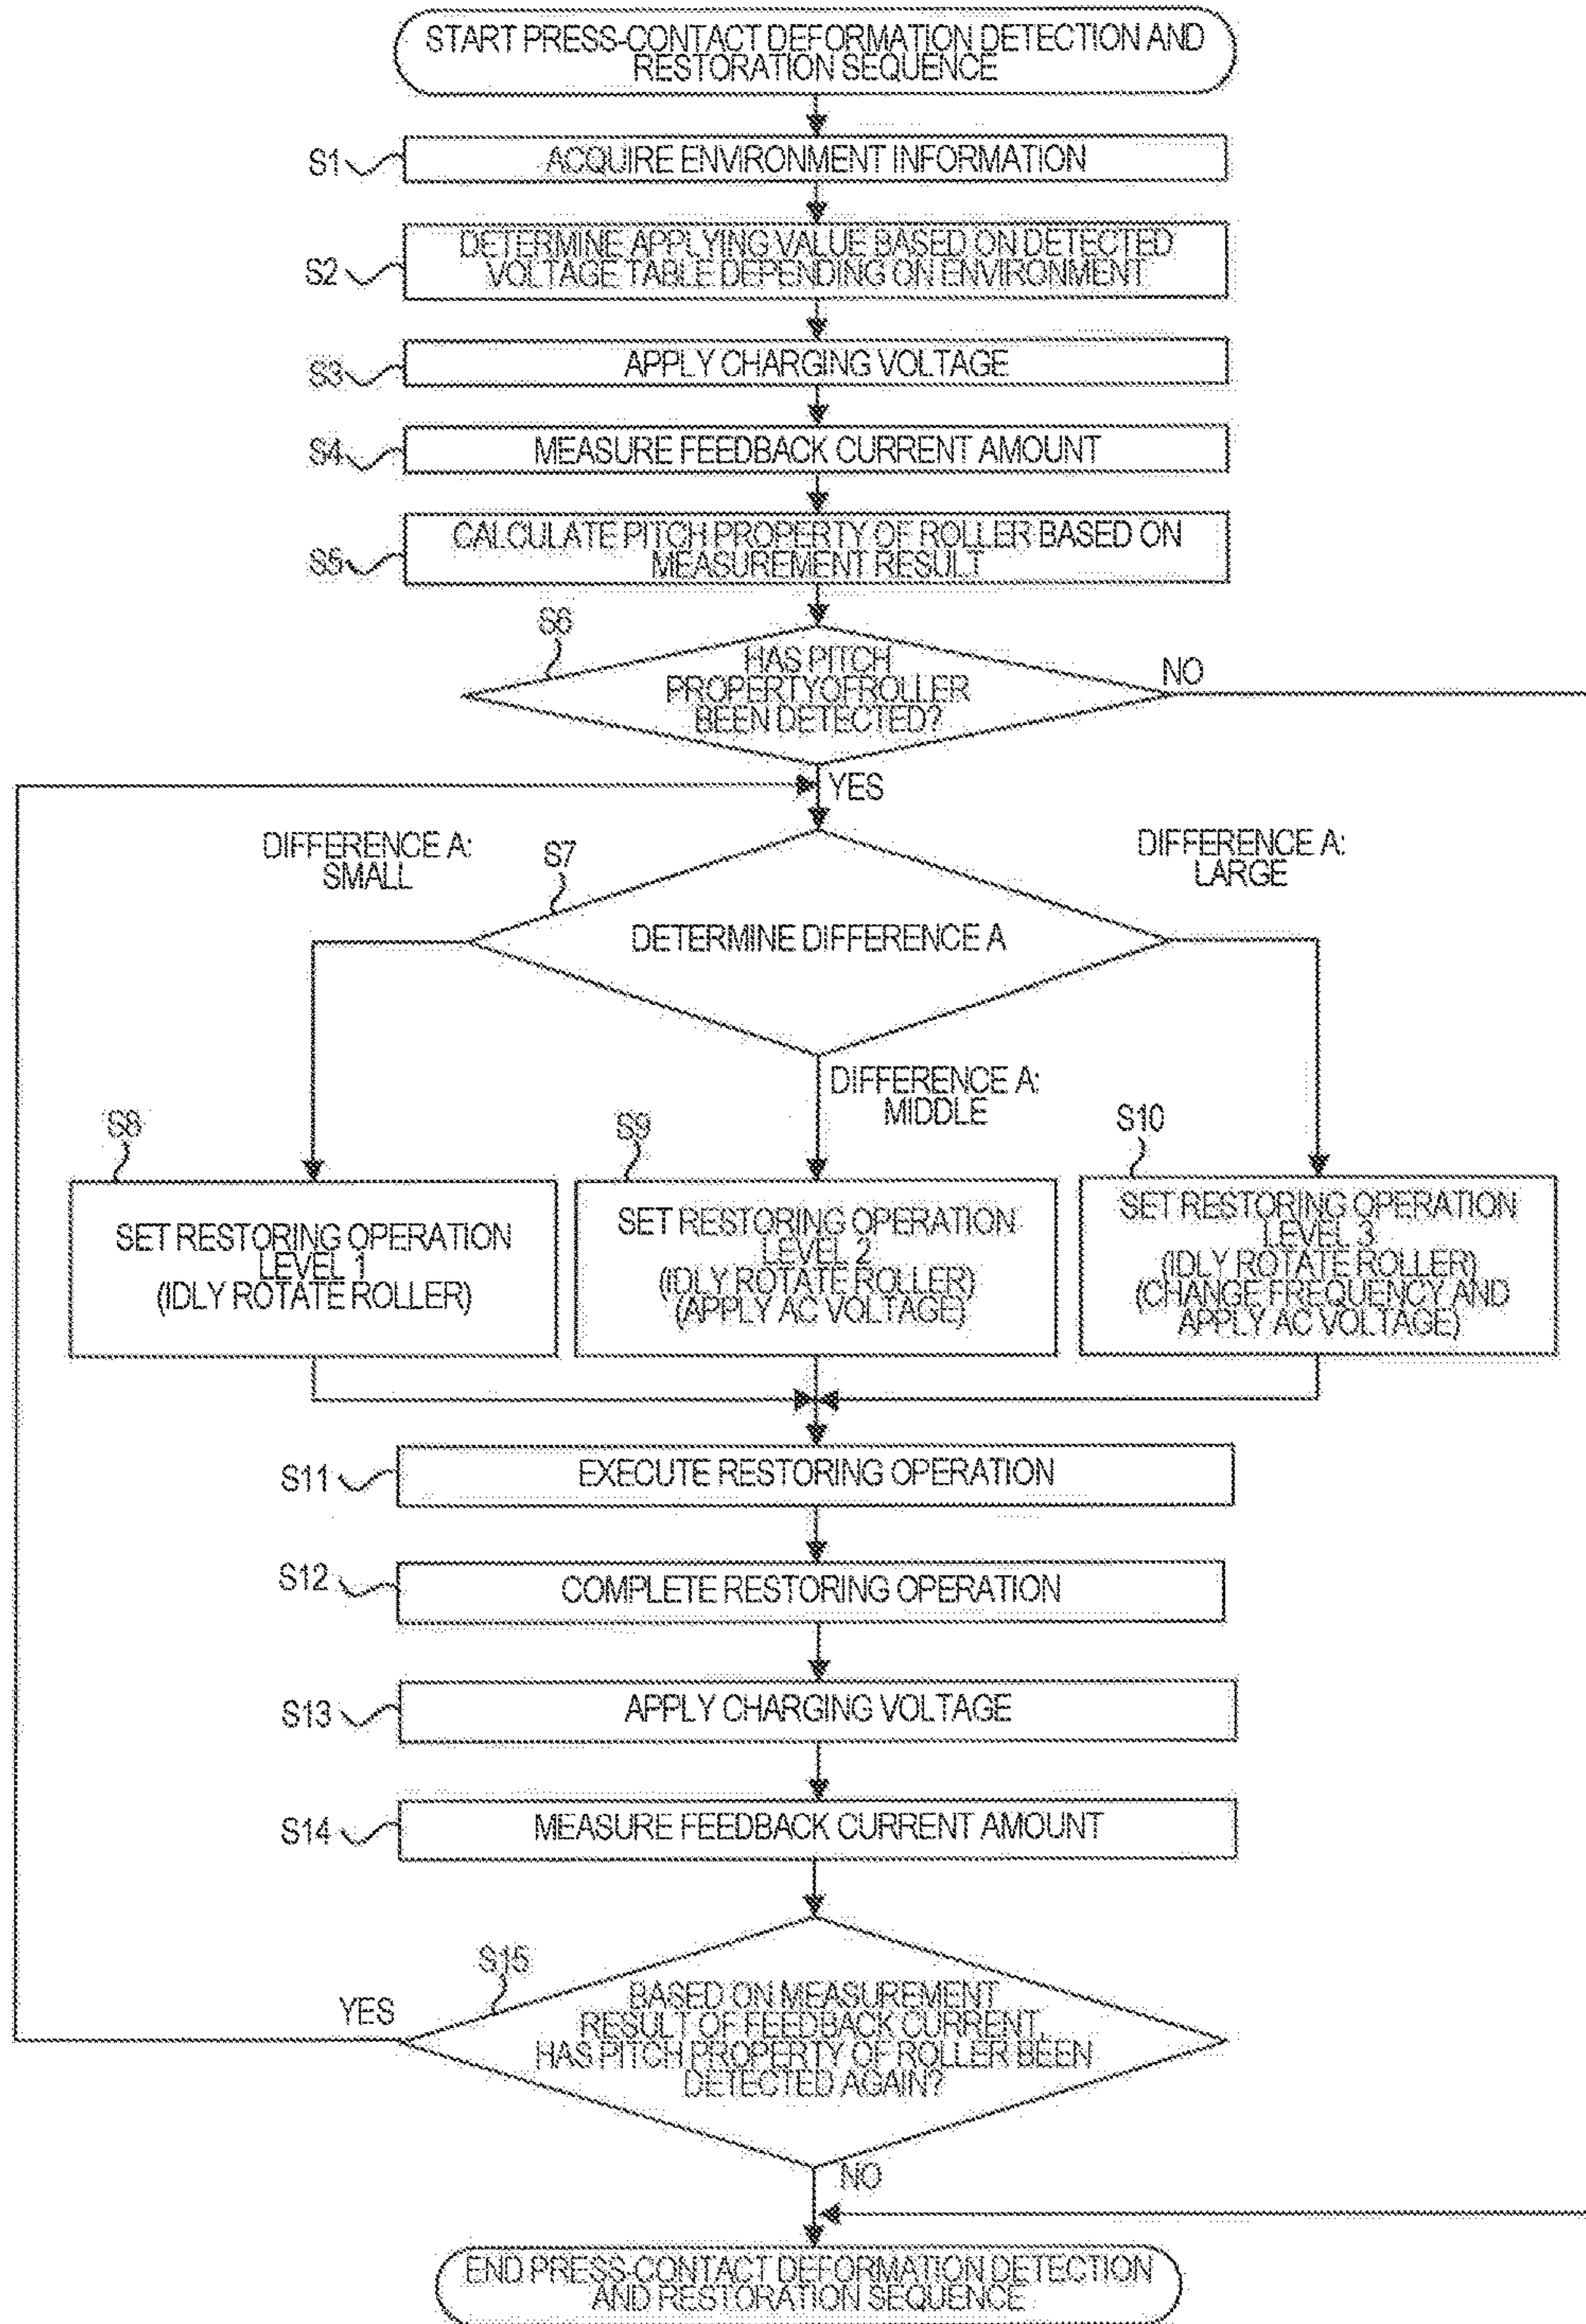 START PRESS-CONTACT DEFORMATION DETECTION AND
RESTORATION SEQUENCE
S1
ACQUIRE ENVIRONMENT INFORMATION
S2
DETERMINE APPLYING VALUE BASED ON DETECTED
VOLTAGE TABLE DEPENDING ON ENVIRONMENT
S3
APPLY CHARGING VOLTAGE
S4
MEASURE FEEDBACK CURRENT AMOUNT
S5
CALCULATE PITCH PROPERTY OF ROLLER BASED ON
MEASUREMENT RESULT
S6
HAS PITCH
PROPERTYOFROLLER
BEEN DETECTED?
NO
YES
DIFFERENCE A:
SMALL
S7
DETERMINE DIFFERENCE A
DIFFERENCE A:
LARGE
DIFFERENCE A:
MIDDLE
S8
SET RESTORING OPERATION
LEVEL 1
(IDLY ROTATE ROLLER)
S9
SET RESTORING OPERATION
LEVEL 2
(IDLY ROTATE ROLLER)
(APPLY AC VOLTAGE)
S10
SET RESTORING OPERATION
LEVEL 3
(IDLY ROTATE ROLLER)
(CHANGE FREQUENCY AND
APPLY AC VOLTAGE)
S11
EXECUTE RESTORING OPERATION
S12
COMPLETE RESTORING OPERATION
S13
APPLY CHARGING VOLTAGE
S14
MEASURE FEEDBACK CURRENT AMOUNT
S15
BASED ON MEASUREMENT
RESULT OF FEEDBACK CURRENT,
HAS PITCH PROPERTY OF ROLLER BEEN
DETECTED AGAIN?
YES
NO
END PRESS-CONTACT DEFORMATION DETECTION
AND RESTORATION SEQUENCE